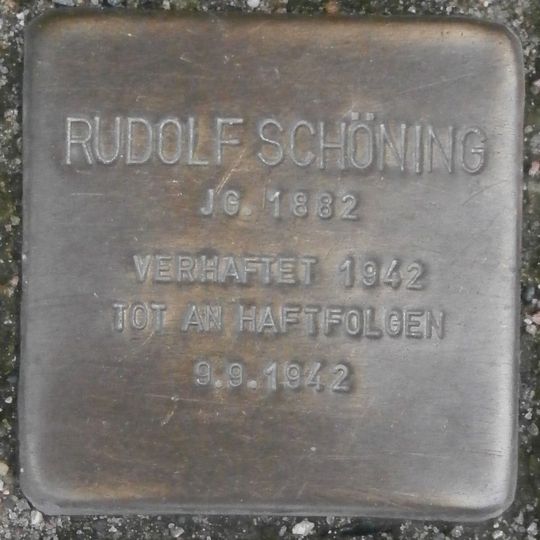 RUDOLF SCHÖNING
JG. 1882
VERHAFTET 1942
TOT AN HAFTFOLGEN
9.9.1942